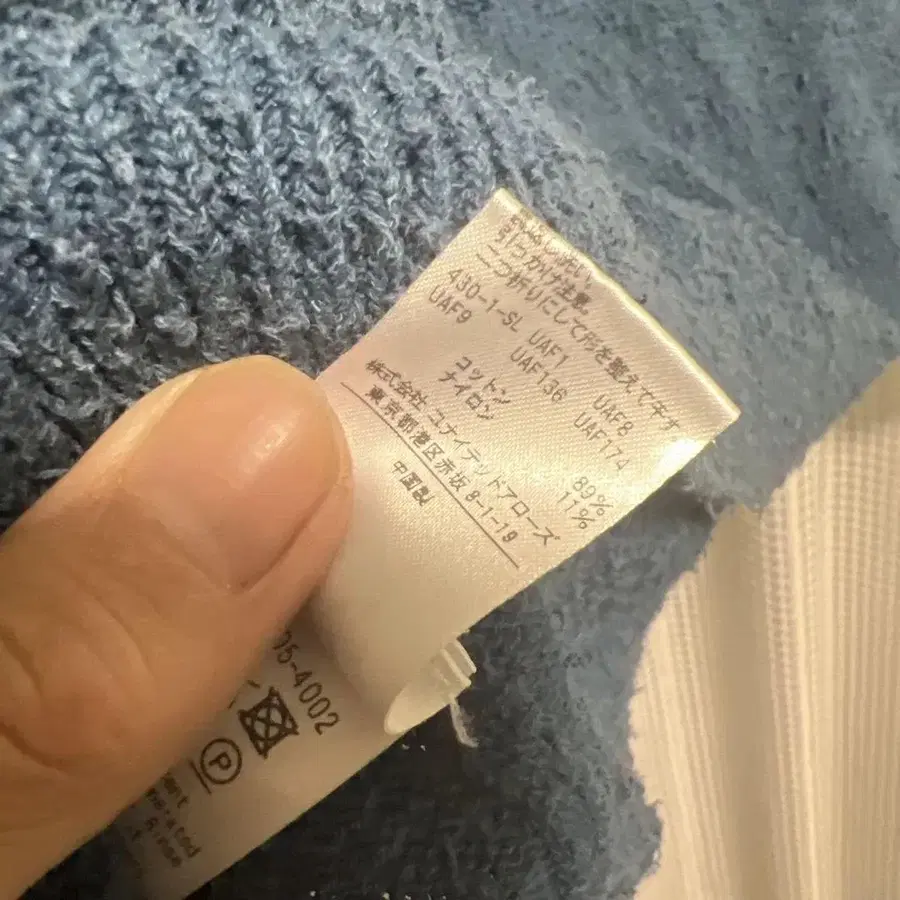 引っかけ注意。
二つ折りにして形を整えて平干
430-1-SL UAF1 UAF8
UAF9 UAF136 UAF174
コットン 89%
ナイロン 11%
株式会社 ユナイテッドアローズ
東京都港区赤坂 8-1-19
中国製
05-4002
P